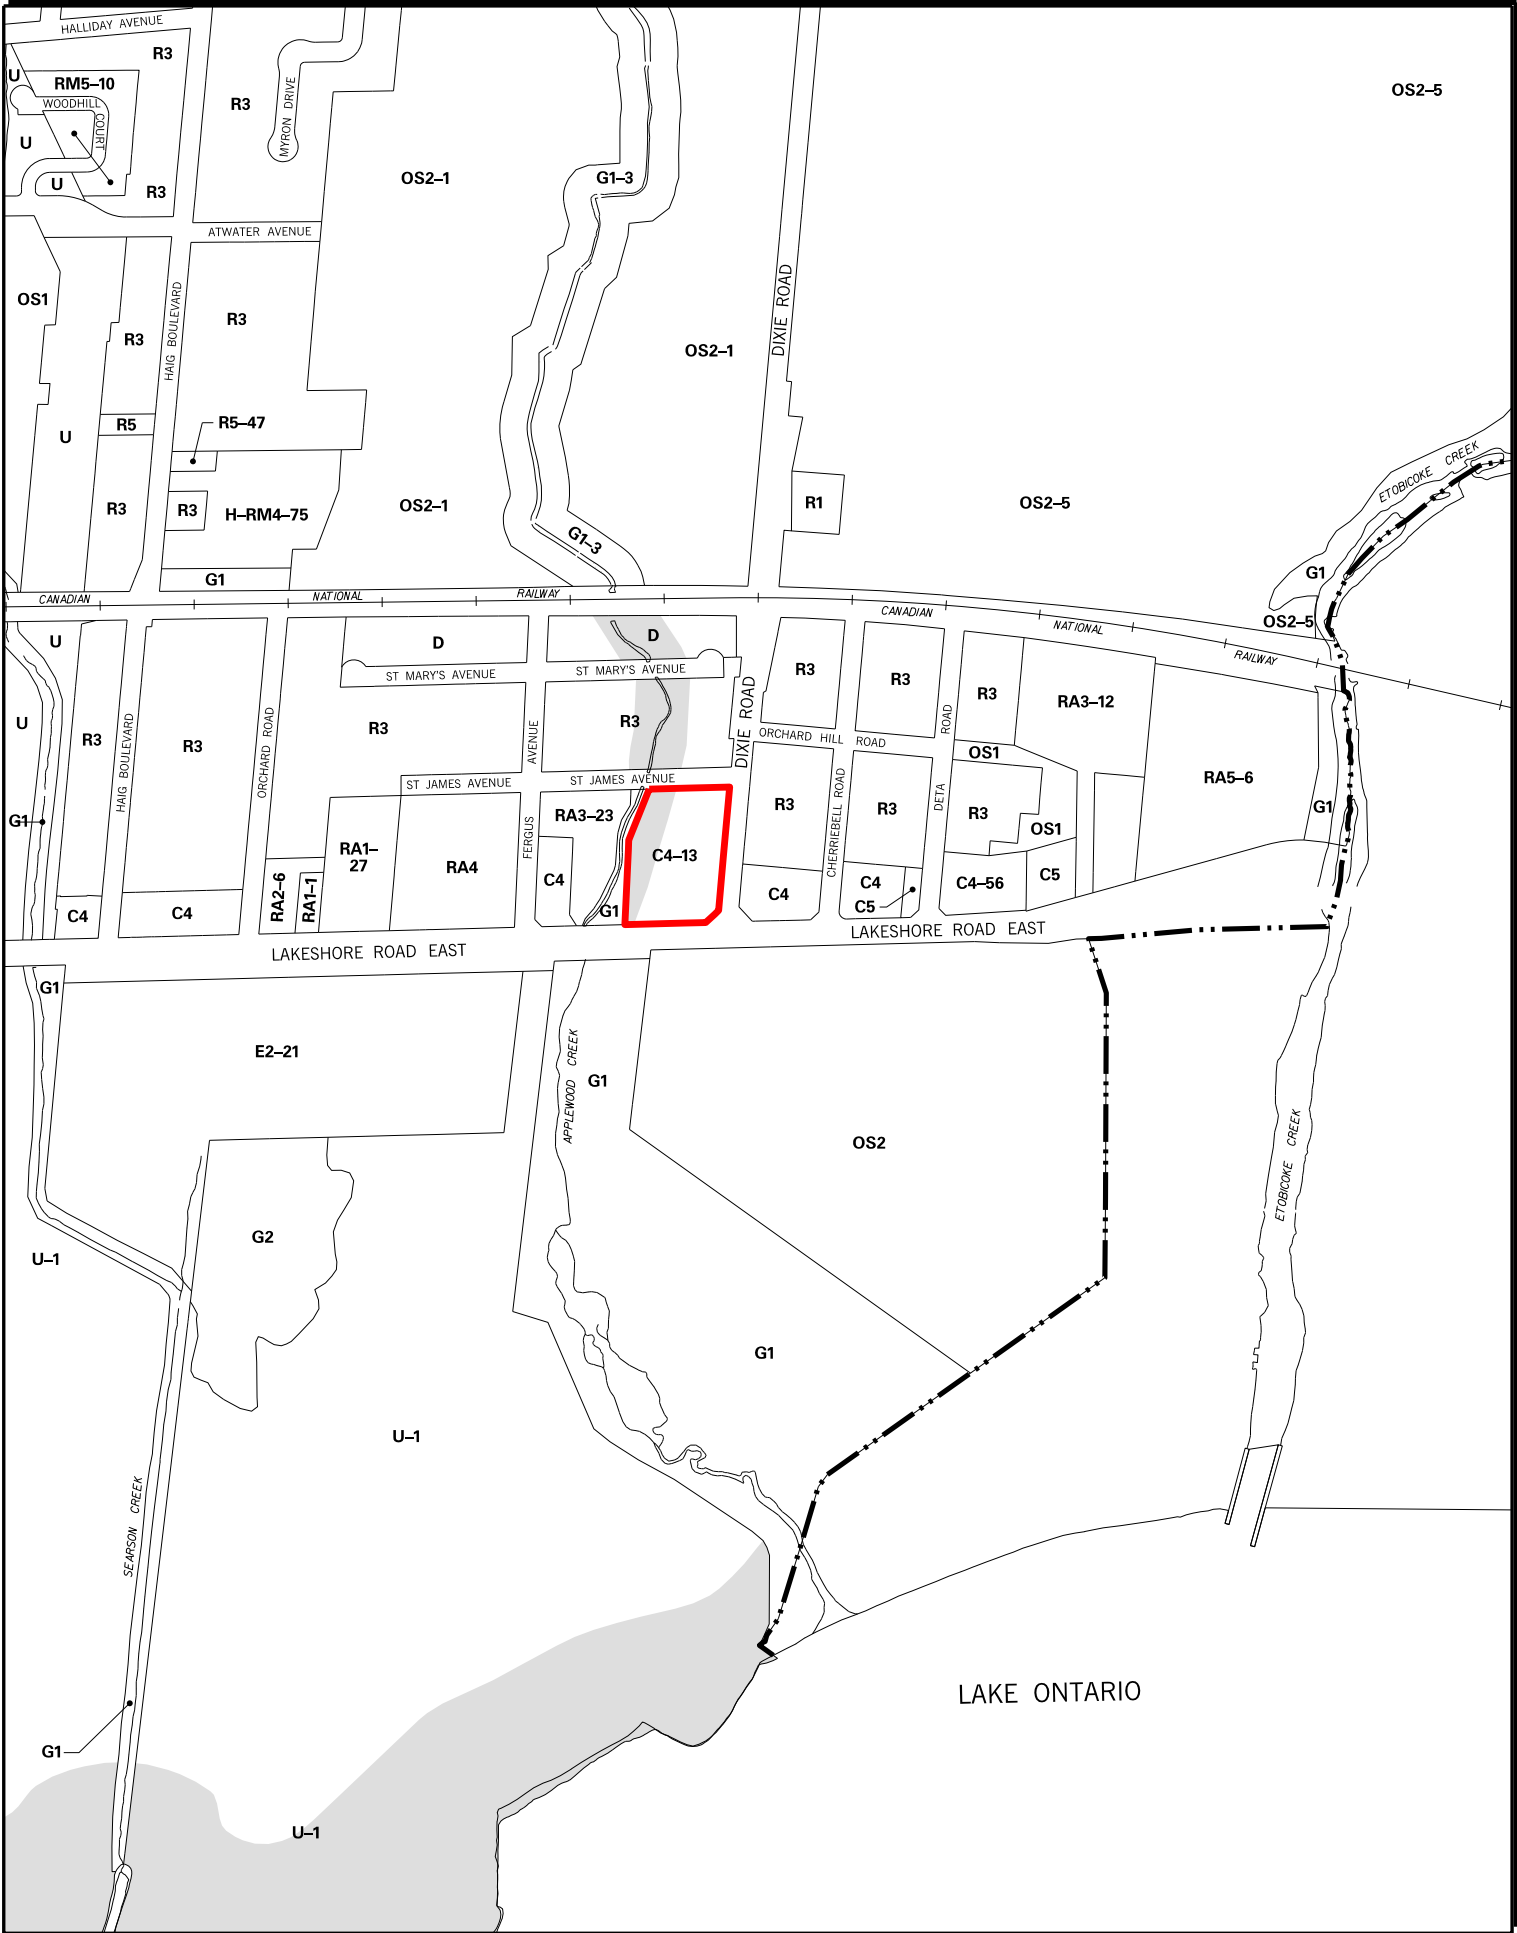 HALLIDAY AVENUE
R3
U
RM5–10
OS2–5
WOODHILL
COURT
R3
MYRON DRIVE
U
OS2–1
G1–3
U
R3
ATWATER AVENUE
OS1
HAIG BOULEVARD
R3
DIXIE ROAD
R3
OS2–1
R5
R5–47
U
ETOBICOKE CREEK
R3
R3
H–RM4–75
OS2–1
R1
OS2–5
G1–3
G1
G1
CANADIAN
NATIONAL
RAILWAY
CANADIAN
NATIONAL
RAILWAY
OS2–5
U
D
D
ST MARY'S AVENUE
ST MARY'S AVENUE
R3
R3
R3
RA3–12
U
R3
HAIG BOULEVARD
R3
ORCHARD ROAD
R3
AVENUE
R3
DIXIE ROAD
ORCHARD HILL ROAD
ROAD
OS1
ST JAMES AVENUE
ST JAMES AVENUE
RA5–6
G1
RA3–23
R3
CHERRIEBELL ROAD
R3
DETA
R3
OS1
G1
RA1–
27
RA4
FERGUS
C4
C4–13
C4
C4–56
C5
C5
C4
C4
C4
RA2–6
RA1–1
G1
LAKESHORE ROAD EAST
LAKESHORE ROAD EAST
G1
E2–21
APPLEWOOD CREEK
G1
OS2
ETOBICOKE CREEK
G2
U–1
G1
U–1
SEARSON CREEK
LAKE ONTARIO
G1
U–1